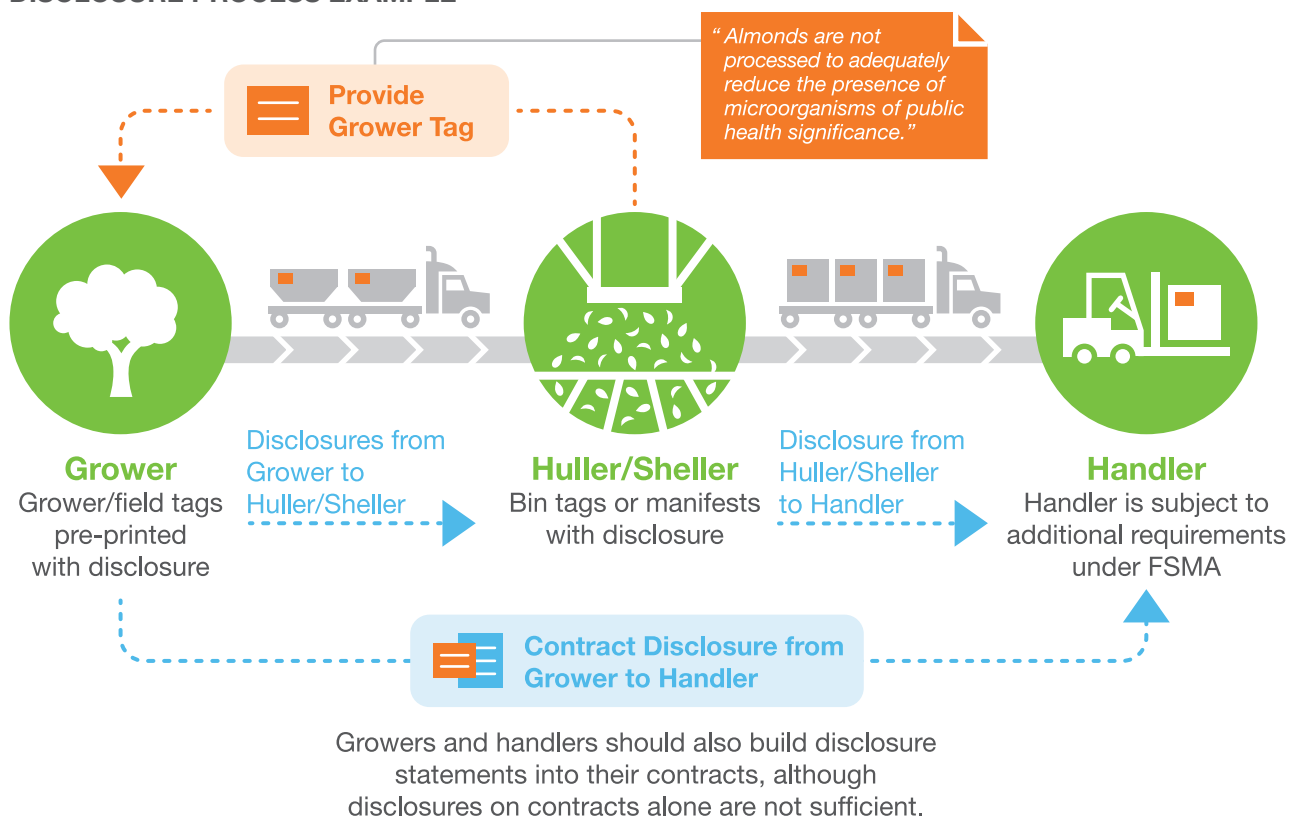 DISCLOSURE PROCESS EXAMPLE
“ Almonds are not
processed to adequately
reduce the presence of
microorganisms of public
health significance.”
Provide
Grower Tag
Disclosures from
Grower to
Huller/Sheller
Disclosure from
Huller/Sheller
to Handler
Grower
Grower/field tags
pre-printed
with disclosure
Huller/Sheller
Bin tags or manifests
with disclosure
Handler
Handler is subject to
additional requirements
under FSMA
Contract Disclosure from
Grower to Handler
Growers and handlers should also build disclosure
statements into their contracts, although
disclosures on contracts alone are not sufficient.